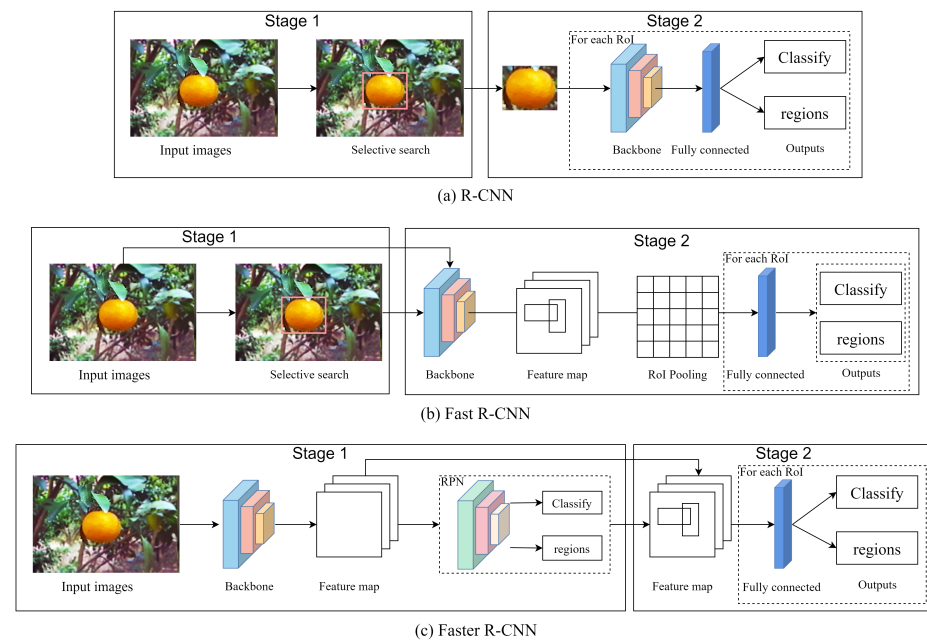 Stage 1
Stage 2
For each RoI
Classify
regions
Input images
Selective search
Backbone
Fully connected
Outputs
(a) R-CNN
Stage 1
Stage 2
For each RoI
Classify
regions
Input images
Selective search
Backbone
Feature map
RoI Pooling
Fully connected
Outputs
(b) Fast R-CNN
Stage 1
Stage 2
RPN
For each RoI
Classify
regions
Classify
regions
Input images
Backbone
Feature map
Feature map
Fully connected
Outputs
(c) Faster R-CNN